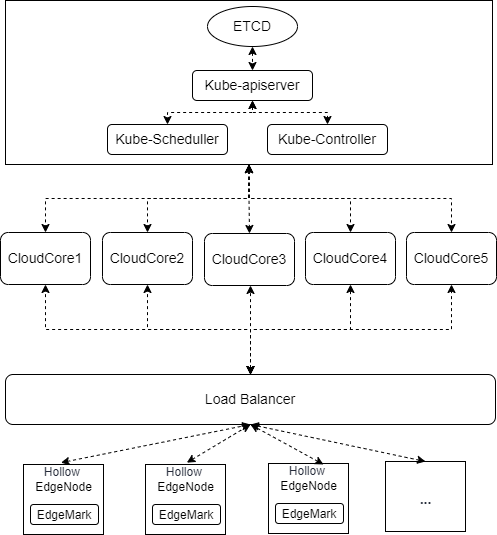 ETCD
Kube-apiserver
Kube-Scheduller
Kube-Controller
CloudCore1
CloudCore2
CloudCore3
CloudCore4
CloudCore5
Load Balancer
Hollow
EdgeNode
EdgeMark
Hollow
EdgeNode
EdgeMark
Hollow
EdgeNode
EdgeMark
...